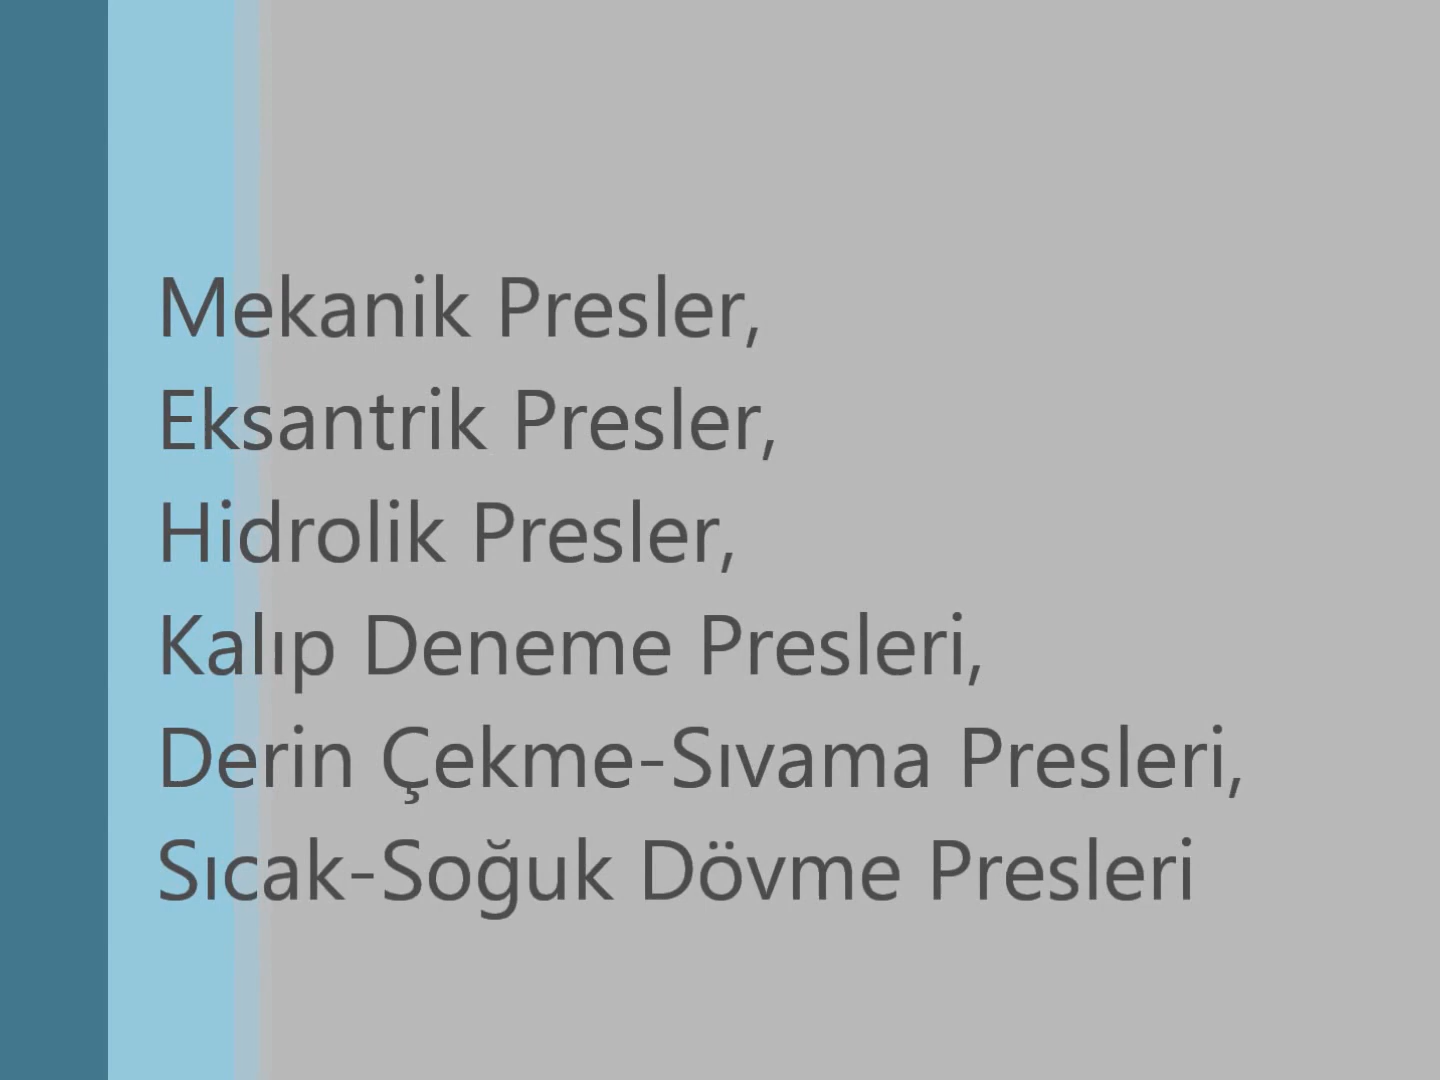 Mekanik Presler,
Eksantrik Presler,
Hidrolik Presler,
Kalıp Deneme Presleri,
Derin Çekme-Sıvama Presleri,
Sıcak-Soğuk Dövme Presleri